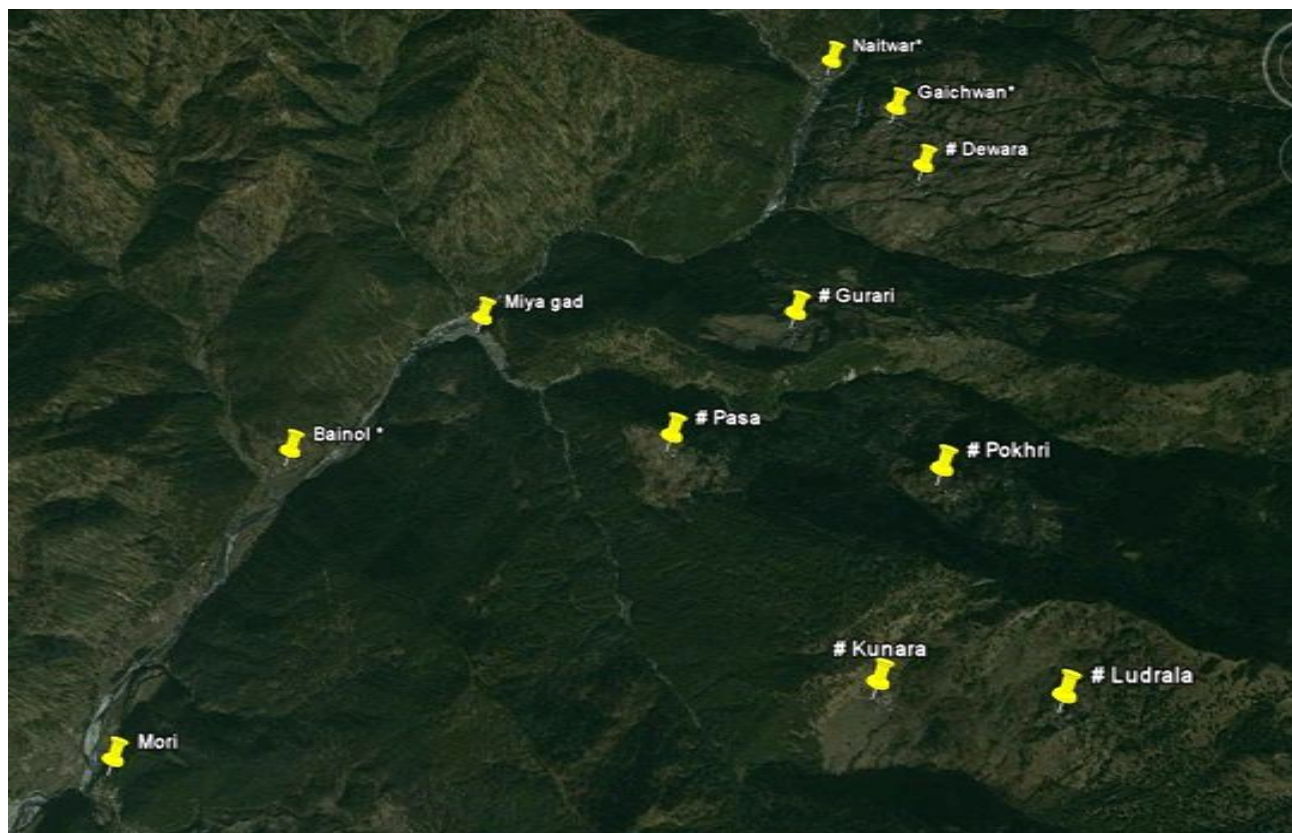 Naitwar*
Gaichwan*
# Dewara
# Gurari
Miya gad
# Pasa
Bainol *
# Pokhri
# Kunara
# Ludrala
Mori